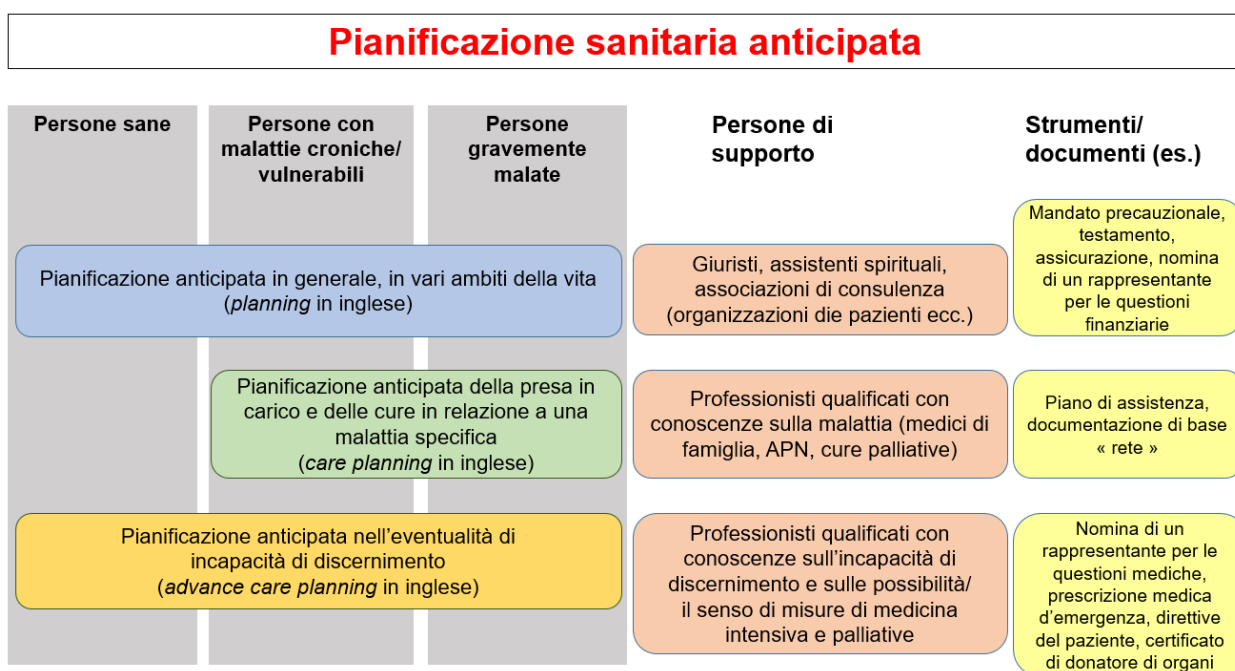 Pianificazione sanitaria anticipata
Persone sane
Persone con
malattie croniche/
vulnerabili
Persone
gravemente
malate
Persone di
supporto
Strumenti/
documenti (es.)
Pianificazione anticipata in generale, in vari ambiti della vita
(planning in inglese)
Giuristi, assistenti spirituali,
associazioni di consulenza
(organizzazioni die pazienti ecc.)
Mandato precauzionale,
testamento,
assicurazione, nomina
di un rappresentante
per le questioni
finanziarie
Pianificazione anticipata della presa in
carico e delle cure in relazione a una
malattia specifica
(care planning in inglese)
Professionisti qualificati con
conoscenze sulla malattia (medici di
famiglia, APN, cure palliative)
Piano di assistenza,
documentazione di base
« rete »
Pianificazione anticipata nell’eventualità di
incapacità di discernimento
(advance care planning in inglese)
Professionisti qualificati con
conoscenze sull’incapacità di
discernimento e sulle possibilità/
il senso di misure di medicina
intensiva e palliative
Nomina di un
rappresentante per le
questioni mediche,
prescrizione medica
d’emergenza, direttive
del paziente, certificato
di donatore di organi